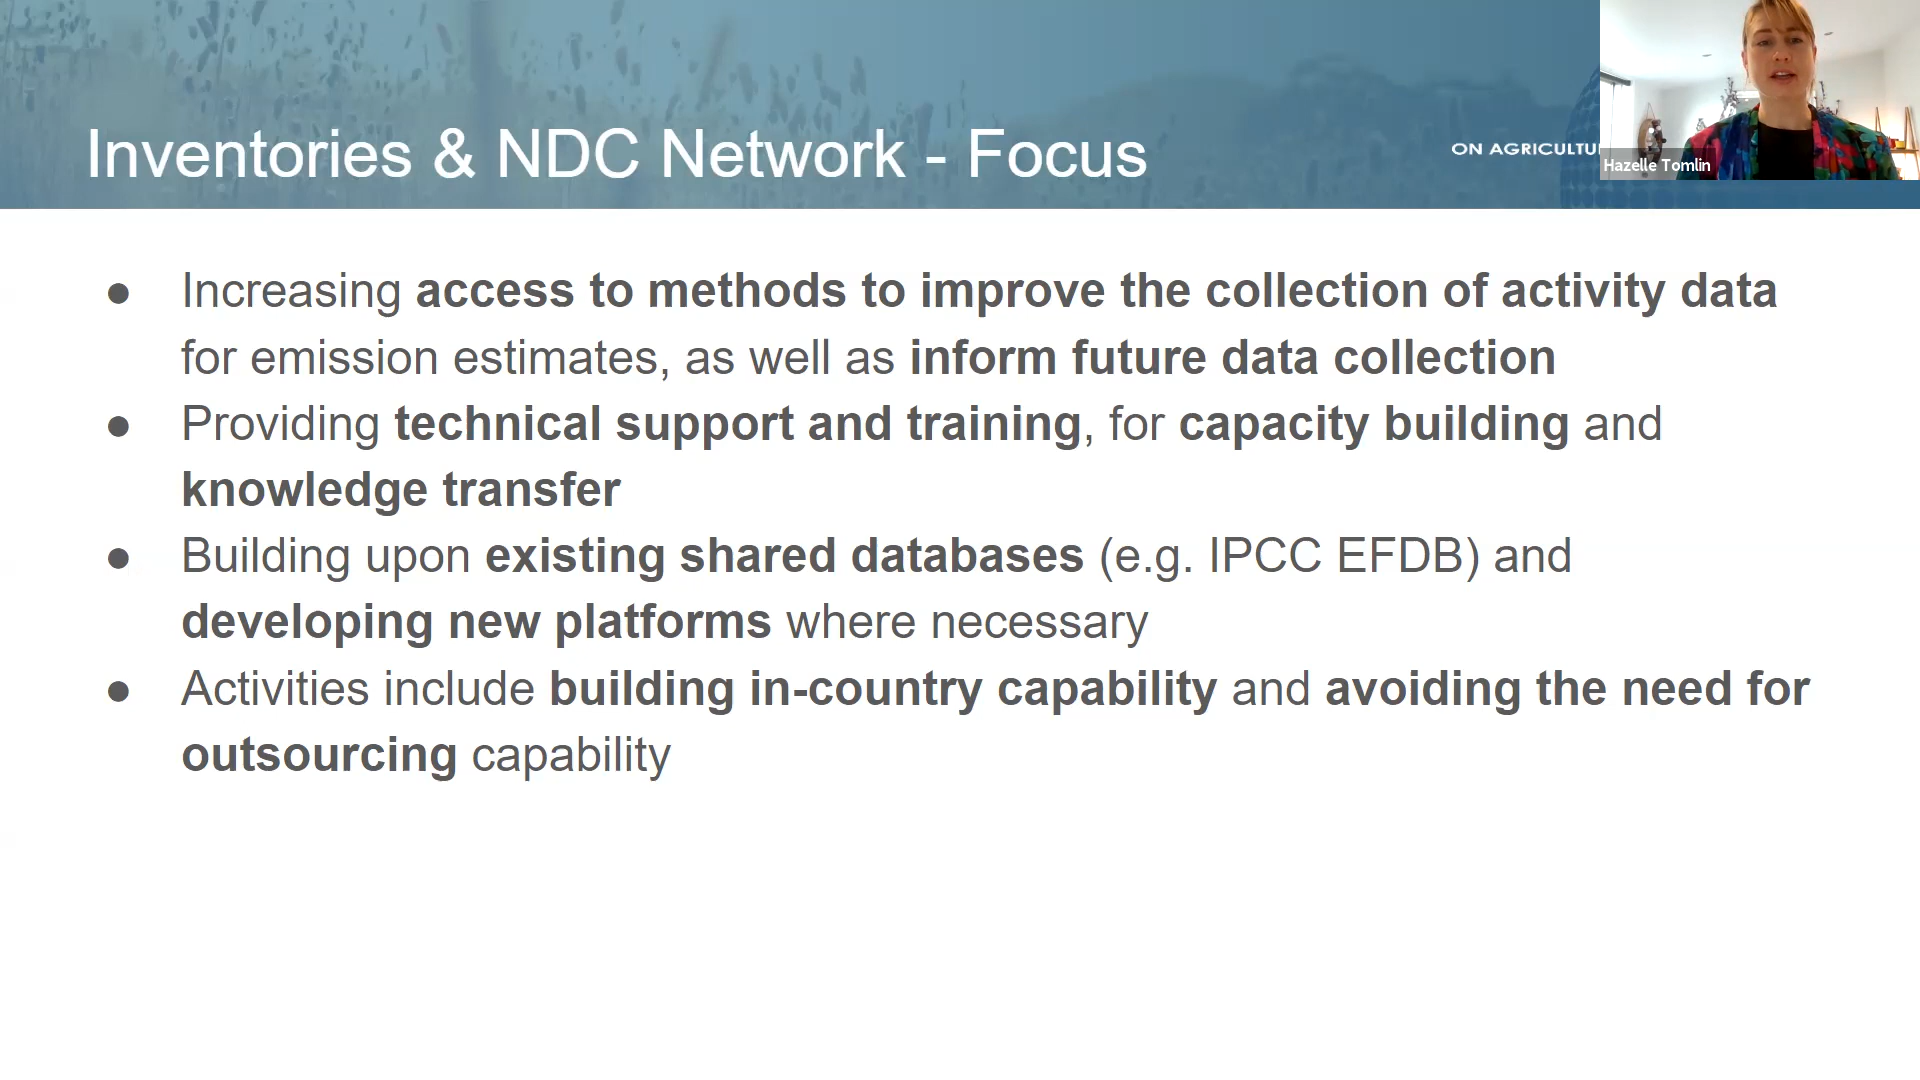 Inventories & NDC Network - Focus
ON AGRICULTU
Hazelle Tomlin
● Increasing access to methods to improve the collection of activity data
for emission estimates, as well as inform future data collection
● Providing technical support and training, for capacity building and
knowledge transfer
● Building upon existing shared databases (e.g. IPCC EFDB) and
developing new platforms where necessary
● Activities include building in-country capability and avoiding the need for
outsourcing capability